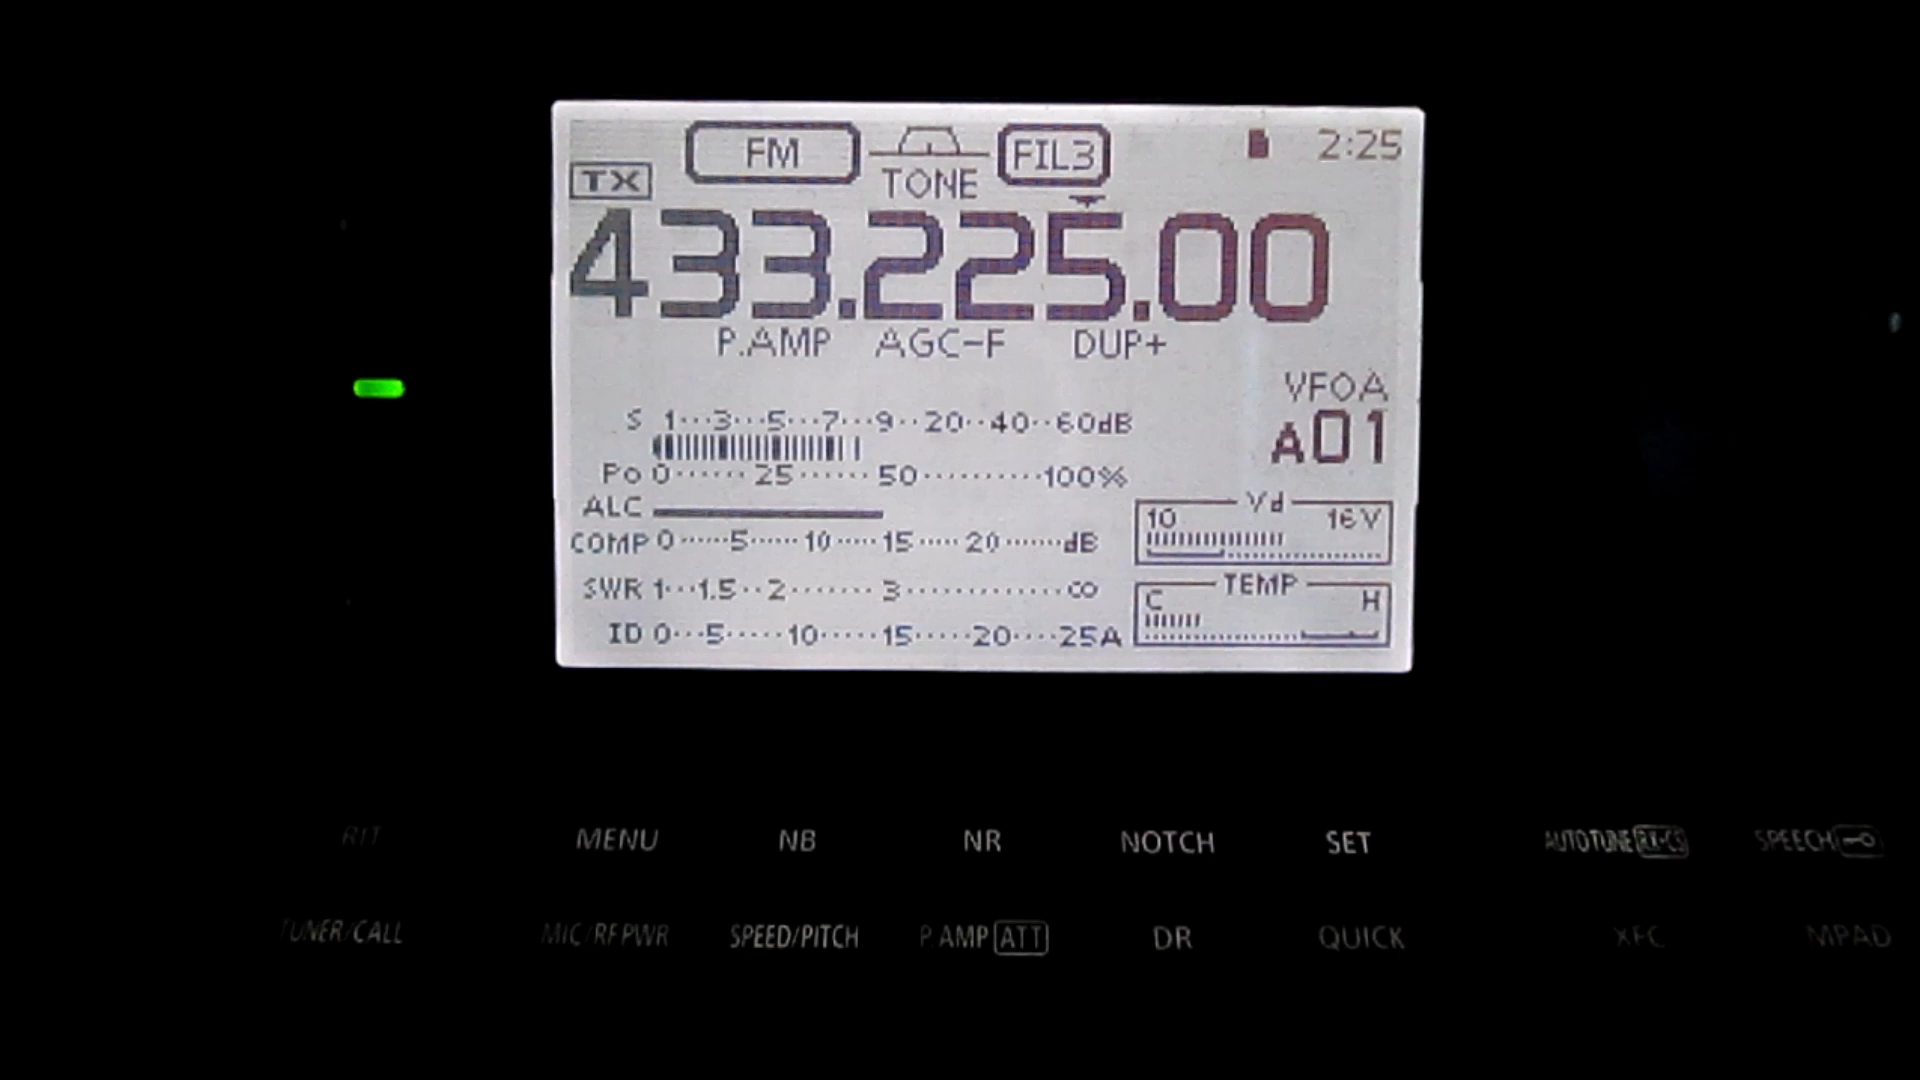 FM FIL3 2:25
TX TONE
433.225.00
P.AMP AGC-F DUP+
VFOA
A01
S 1···3···5···7···9··20··40··60dB
Po 0······25······50··········100%
ALC
COMP 0······5······10·····15·····20·······dB
SWR 1···1.5··2·······3·············∞
ID 0···5·····10·····15·····20····25A
Vd
10 16V
TEMP
C H
RIT MENU NB NR NOTCH SET AUTOTUNE RX→CS SPEECH
TUNER/CALL MIC/RF PWR SPEED/PITCH P.AMP ATT DR QUICK XFC MPAD